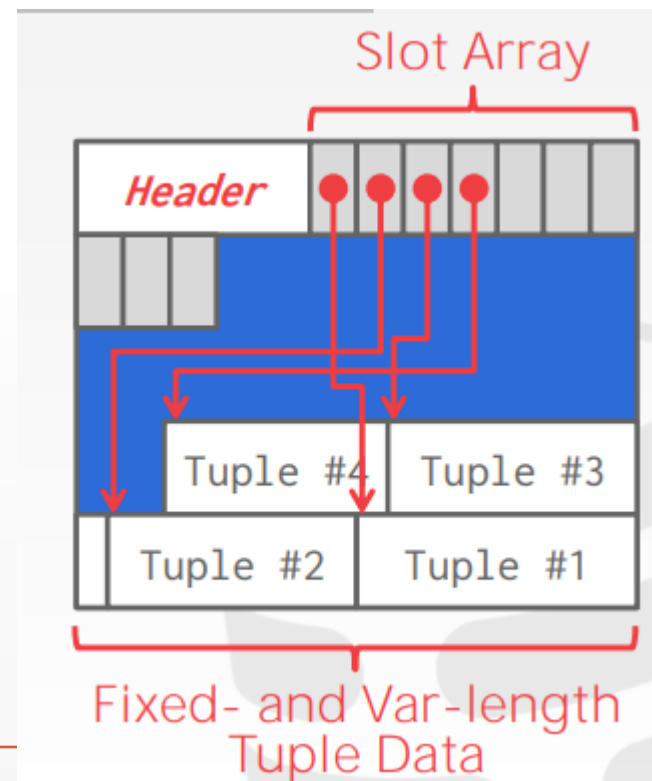 Slot Array
Header
Tuple #4 Tuple #3
Tuple #2 Tuple #1
Fixed- and Var-length
Tuple Data